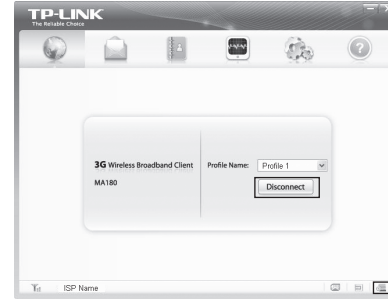 TP-LINK
The Reliable Choice
3G Wireless Broadband Client
MA180
Profile Name: Profile 1
Disconnect
ISP Name